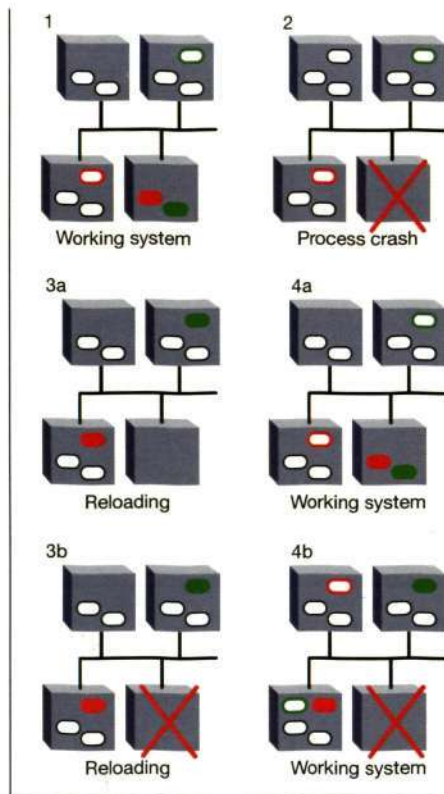 1
2
Working system
Process crash
3a
4a
Reloading
Working system
3b
4b
Reloading
Working system